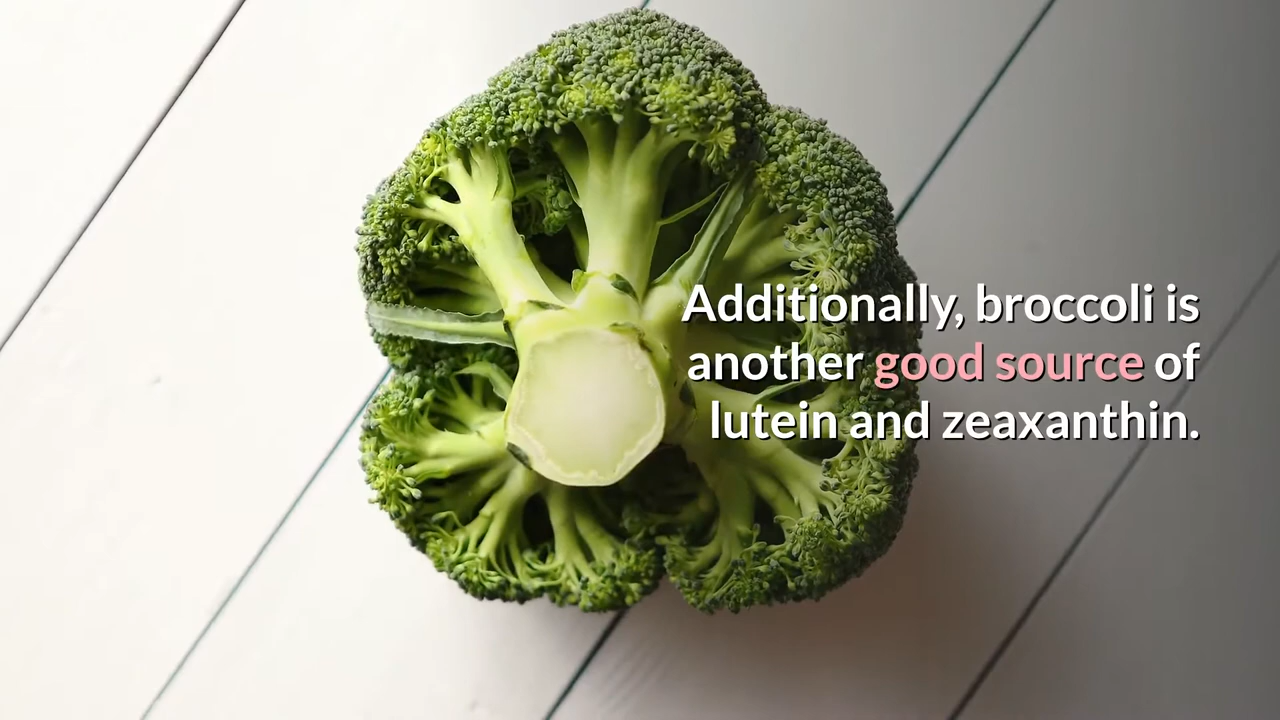 Additionally, broccoli is
another good source of
lutein and zeaxanthin.